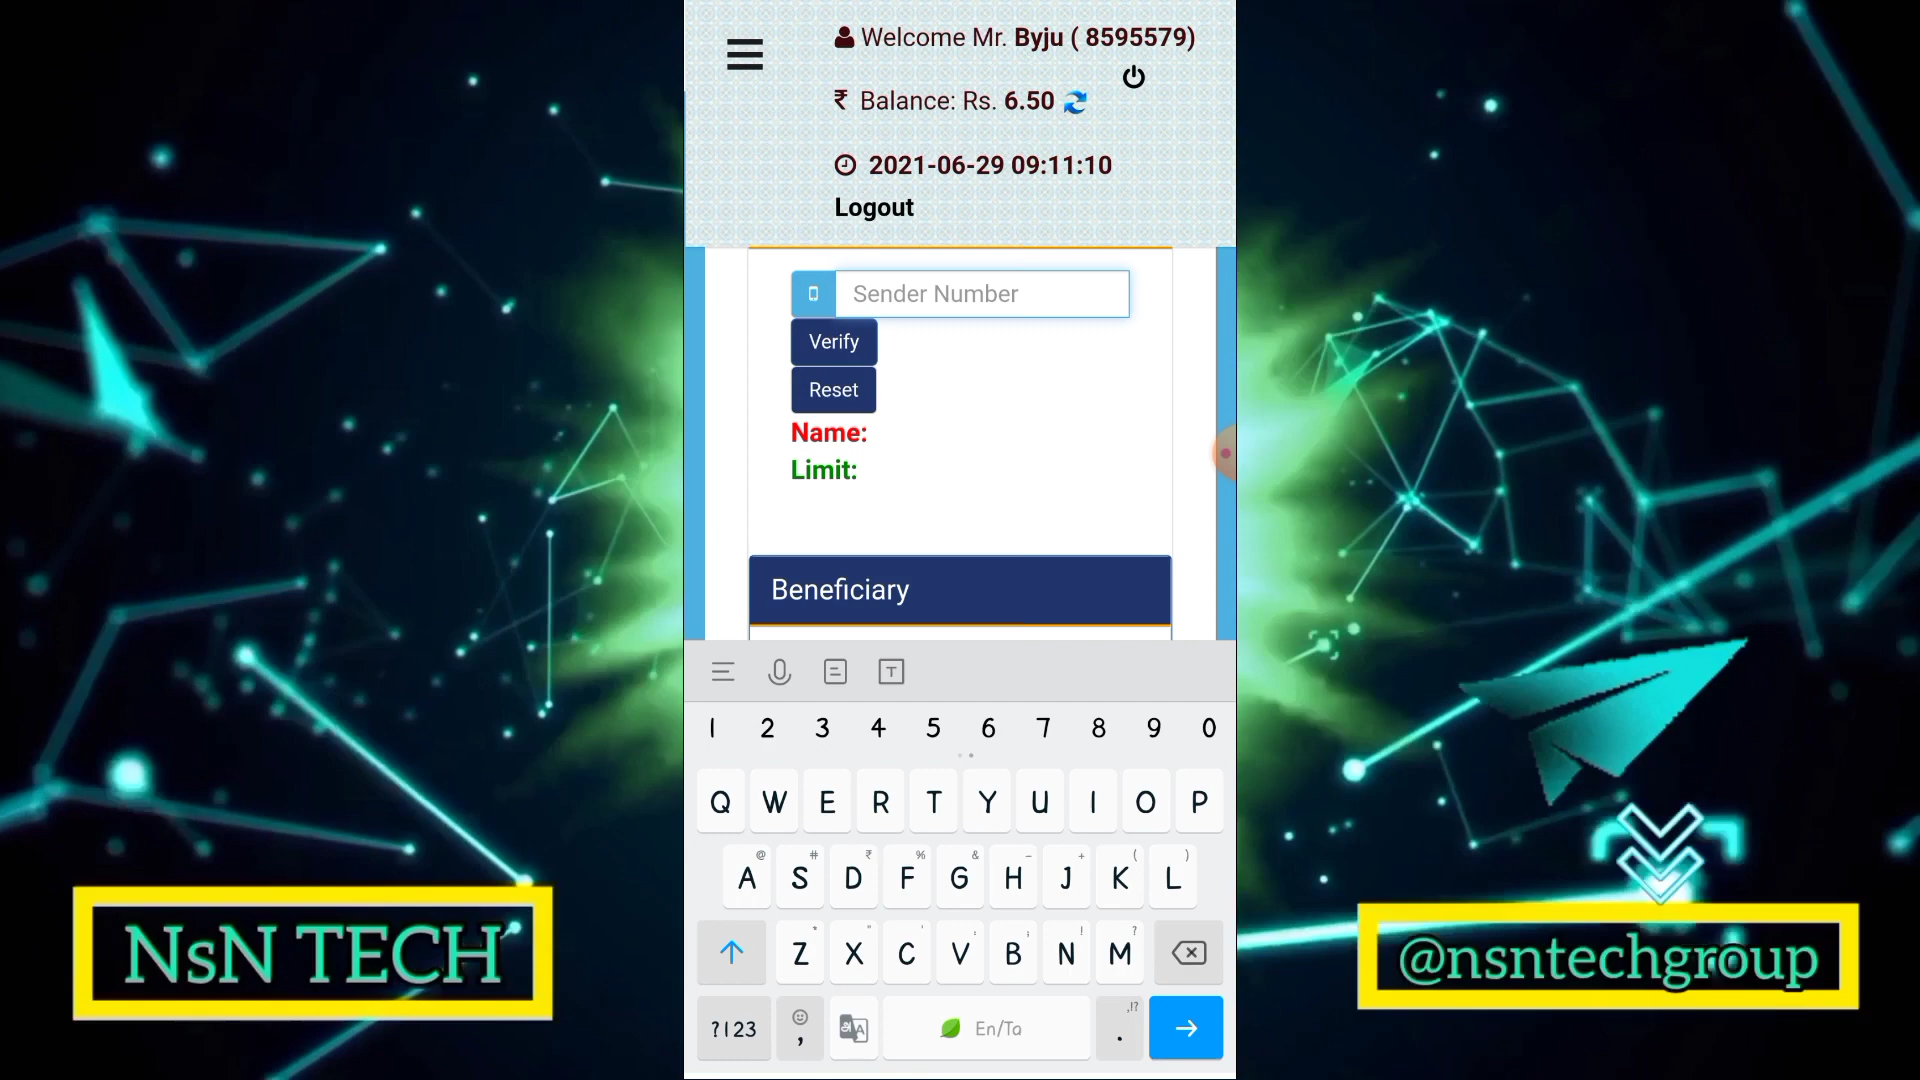 Welcome Mr. Byju ( 8595579)
₹ Balance: Rs. 6.50
2021-06-29 09:11:10
Logout
Sender Number
Verify
Reset
Name:
Limit:
Beneficiary
T
1 2 3 4 5 6 7 8 9 0
Q W E R T Y U I O P
@ # ₹ % & - + ( )
A S D F G H J K L
* " ' : ; ! ?
Z X C V B N M
,!?
?123 , En/Ta .
NsN TECH
@nsntechgroup